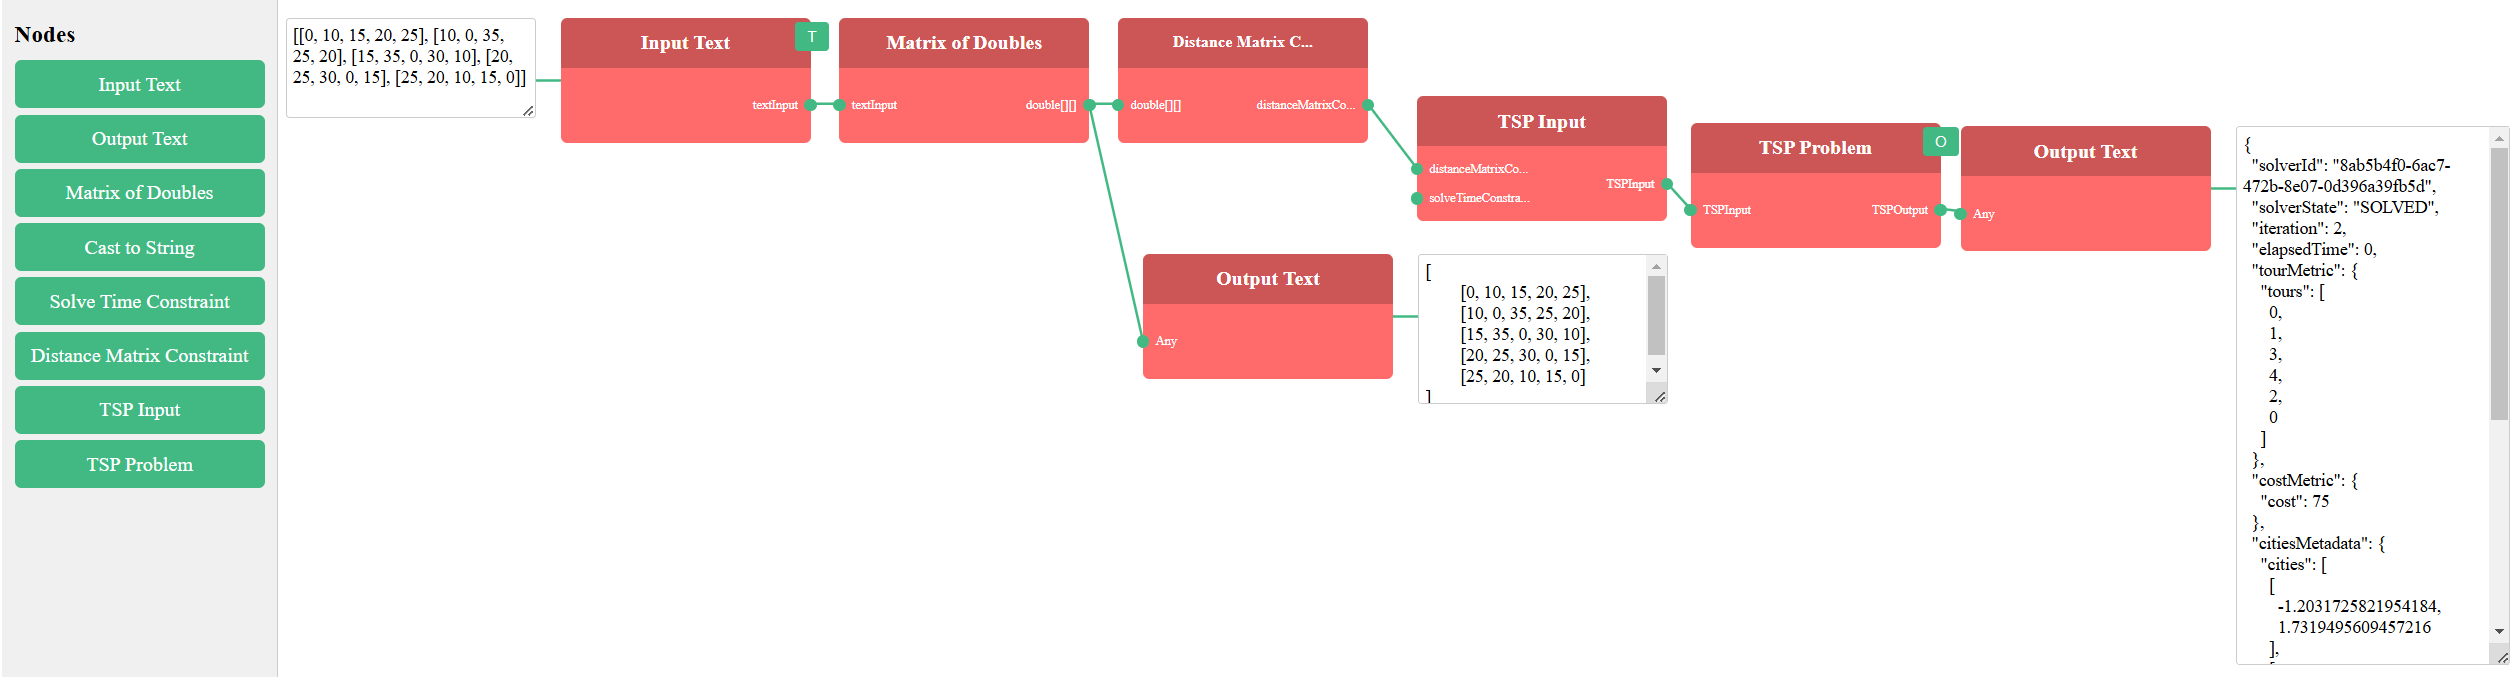 Nodes
Input Text
Output Text
Matrix of Doubles
Cast to String
Solve Time Constraint
Distance Matrix Constraint
TSP Input
TSP Problem
[[0, 10, 15, 20, 25], [10, 0, 35,
25, 20], [15, 35, 0, 30, 10], [20,
25, 30, 0, 15], [25, 20, 10, 15, 0]]
Input Text
T
textInput
Matrix of Doubles
textInput
double[][]
Distance Matrix C...
double[][]
distanceMatrixCo...
TSP Input
distanceMatrixCo...
TSPInput
solveTimeConstra...
TSP Problem
O
TSPInput
TSPOutput
Output Text
Any
Output Text
Any
[
[0, 10, 15, 20, 25],
[10, 0, 35, 25, 20],
[15, 35, 0, 30, 10],
[20, 25, 30, 0, 15],
[25, 20, 10, 15, 0]
]
{
"solverId": "8ab5b4f0-6ac7-
472b-8e07-0d396a39fb5d",
"solverState": "SOLVED",
"iteration": 2,
"elapsedTime": 0,
"tourMetric": {
"tours": [
0,
1,
3,
4,
2,
0
]
},
"costMetric": {
"cost": 75
},
"citiesMetadata": {
"cities": [
[
-1.2031725821954184,
1.7319495609457216
],
[